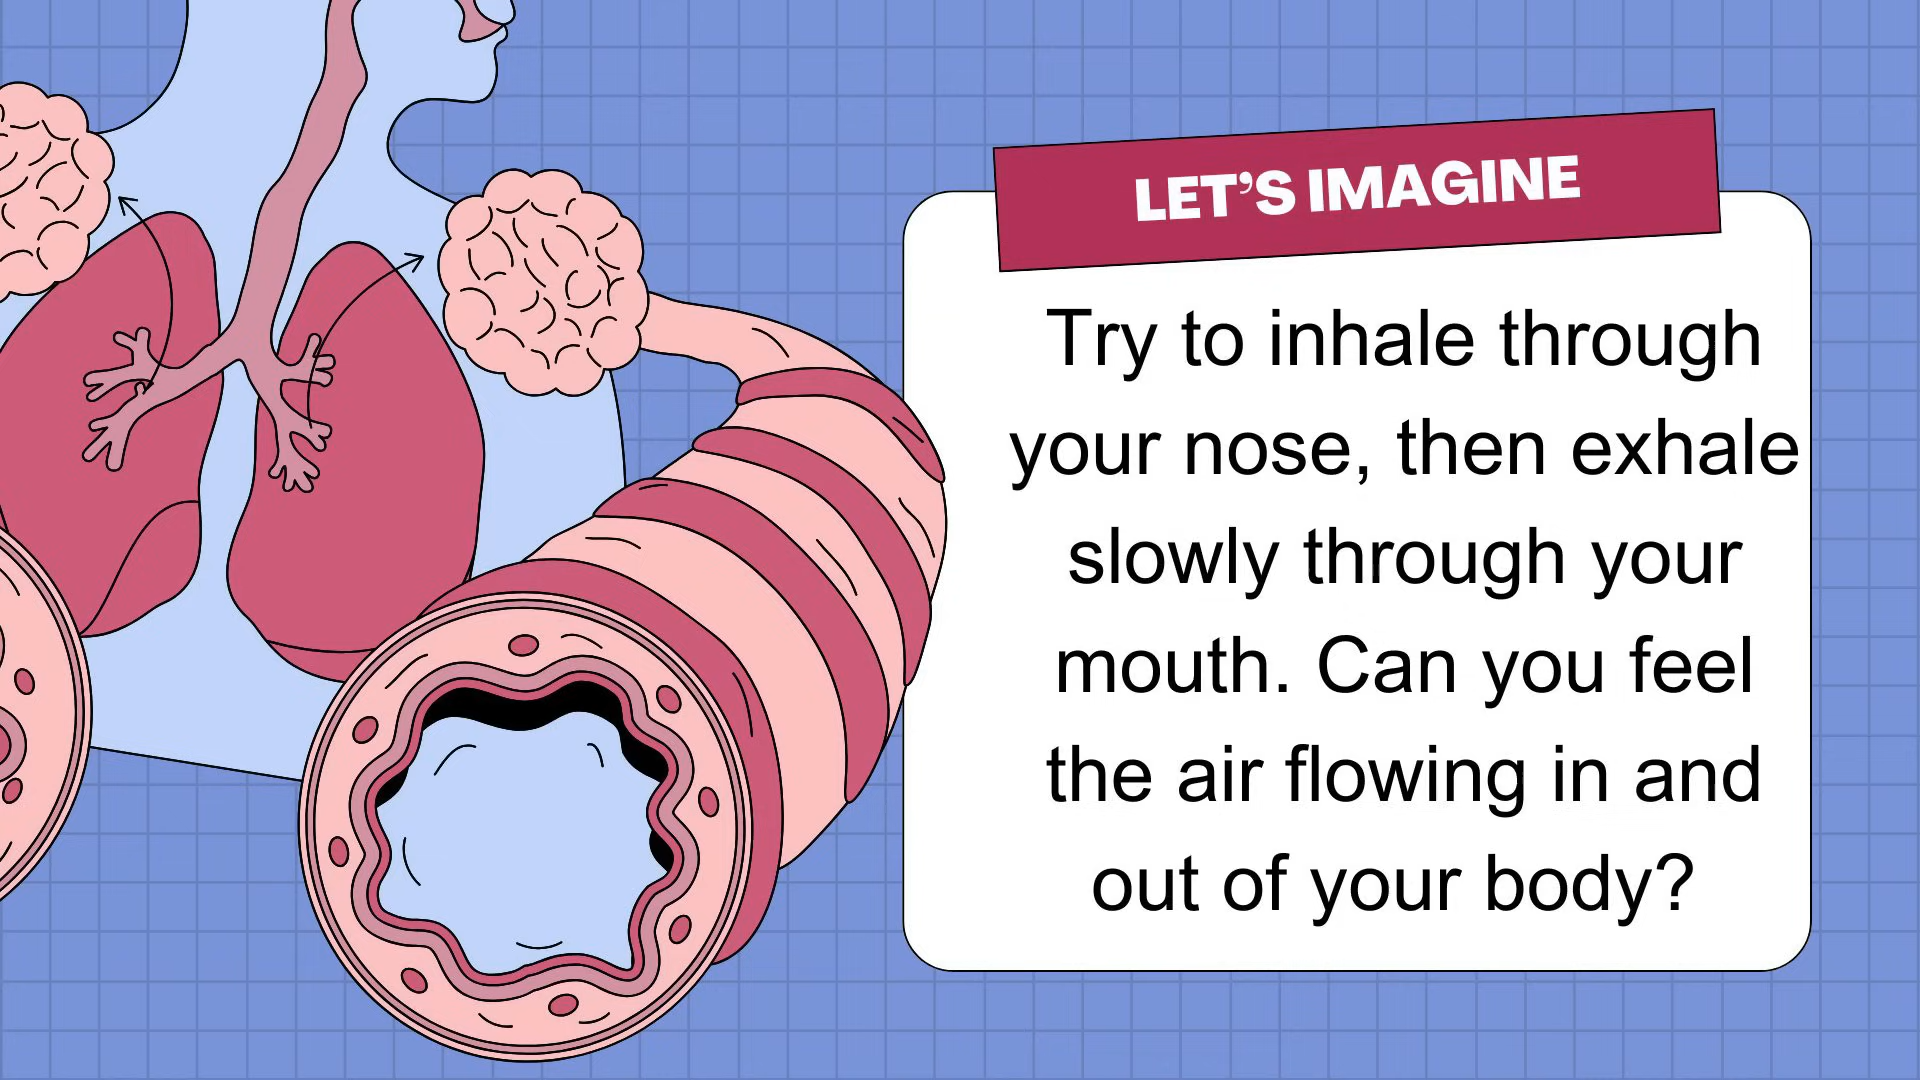 LET’S IMAGINE
Try to inhale through
your nose, then exhale
slowly through your
mouth. Can you feel
the air flowing in and
out of your body?